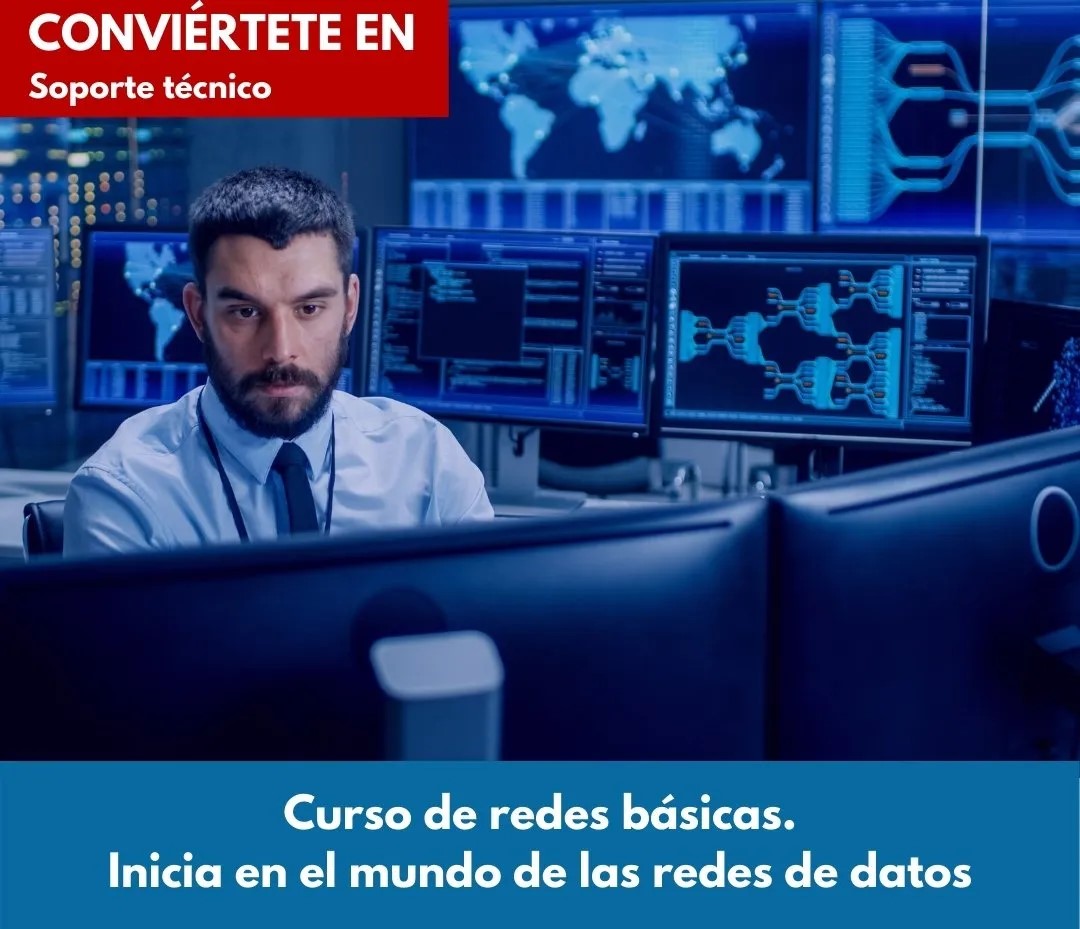 CONVIÉRTETE EN
Soporte técnico
Curso de redes básicas.
Inicia en el mundo de las redes de datos